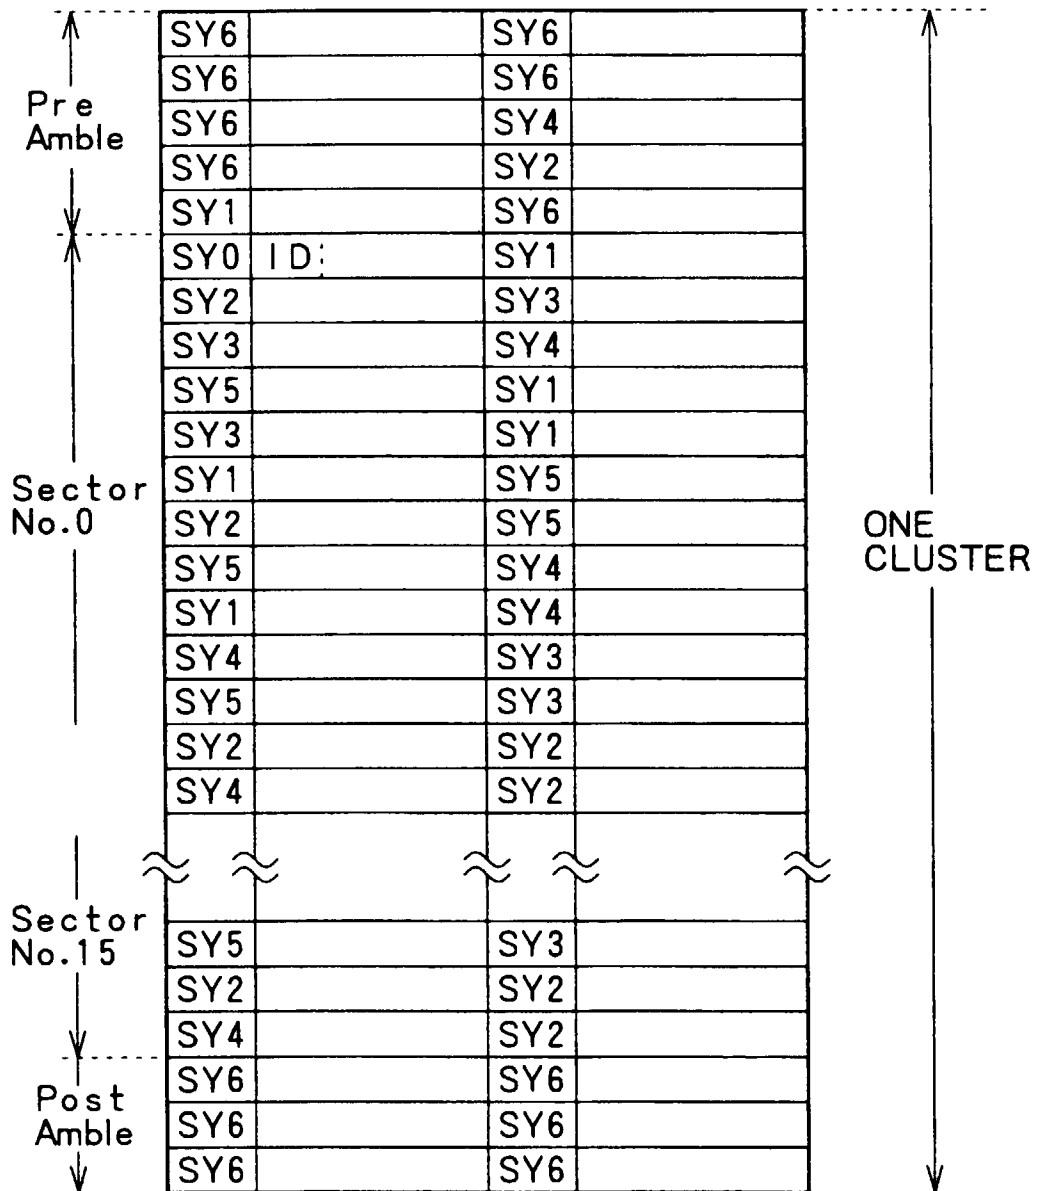 SY6 SY6
SY6 SY6
Pre
Amble
SY6 SY4
SY6 SY2
SY1 SY6
SY0 ID SY1
SY2 SY3
SY3 SY4
SY5 SY1
SY3 SY1
Sector
No.0
SY1 SY5
SY2 SY5
ONE
CLUSTER
SY5 SY4
SY1 SY4
SY4 SY3
SY5 SY3
SY2 SY2
SY4 SY2
Sector
No.15
SY5 SY3
SY2 SY2
SY4 SY2
SY6 SY6
Post
Amble
SY6 SY6
SY6 SY6